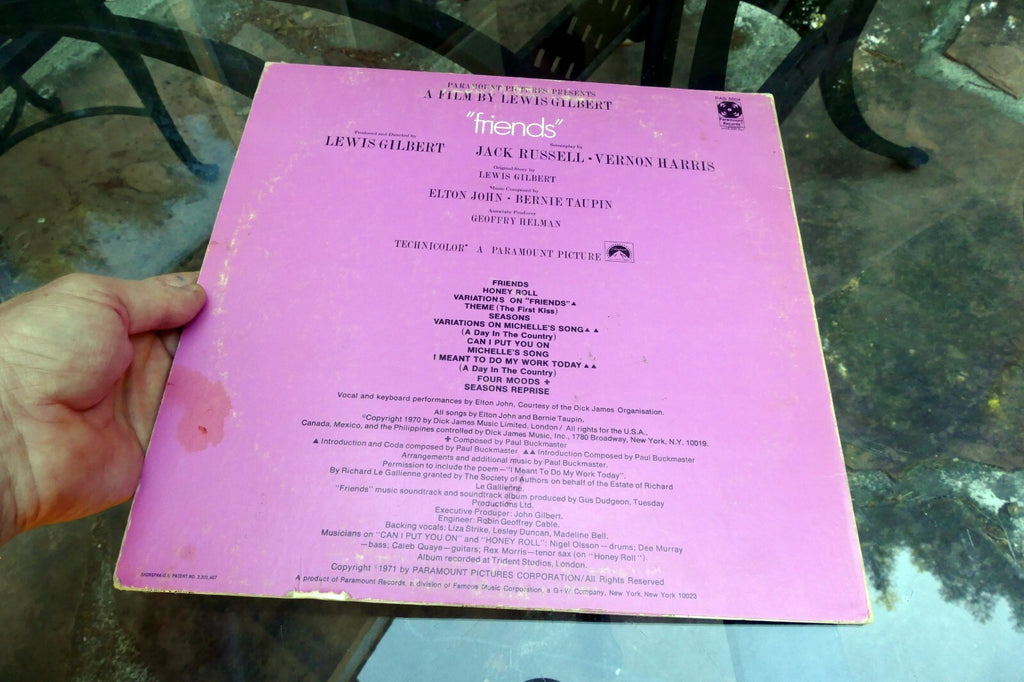 PARAMOUNT PICTURES PRESENTS
A FILM BY LEWIS GILBERT
"friends"
Produced and Directed by
LEWIS GILBERT
Screenplay by
JACK RUSSELL · VERNON HARRIS
Original Story by
LEWIS GILBERT
Music Composed by
ELTON JOHN · BERNIE TAUPIN
Associate Producer
GEOFFRY HELMAN
TECHNICOLOR® A PARAMOUNT PICTURE
PAS 6004
Paramount
Records
FRIENDS
HONEY ROLL
VARIATIONS ON "FRIENDS"▲
THEME (The First Kiss)
SEASONS
VARIATIONS ON MICHELLE'S SONG▲▲
(A Day In The Country)
CAN I PUT YOU ON
MICHELLE'S SONG
I MEANT TO DO MY WORK TODAY▲▲
(A Day In The Country)
FOUR MOODS +
SEASONS REPRISE
Vocal and keyboard performances by Elton John, Courtesy of the Dick James Organisation.
All songs by Elton John and Bernie Taupin.
©Copyright 1970 by Dick James Music Limited, London / All rights for the U.S.A.,
Canada, Mexico, and the Philippines controlled by Dick James Music, Inc., 1780 Broadway, New York, N.Y. 10019.
+ Composed by Paul Buckmaster
▲ Introduction and Coda composed by Paul Buckmaster. ▲▲ Introduction Composed by Paul Buckmaster
Arrangements and additional music by Paul Buckmaster.
Permission to include the poem—"I Meant To Do My Work Today".
By Richard Le Gallienne granted by The Society of Authors on behalf of the Estate of Richard
Le Gallienne.
"Friends" music soundtrack and soundtrack album produced by Gus Dudgeon, Tuesday
Productions Ltd.
Executive Producer: John Gilbert.
Engineer: Robin Geoffrey Cable.
Backing vocals: Liza Strike, Lesley Duncan, Madeline Bell.
Musicians on "CAN I PUT YOU ON" and "HONEY ROLL": Nigel Olsson—drums; Dee Murray
—bass; Caleb Quaye—guitars; Rex Morris—tenor sax (on "Honey Roll").
Album recorded at Trident Studios, London.
Copyright ©1971 by PARAMOUNT PICTURES CORPORATION/All Rights Reserved
A product of Paramount Records, a division of Famous Music Corporation, a G+W Company, New York, New York 10023
SHOREPAK® U.S. PATENT NO.